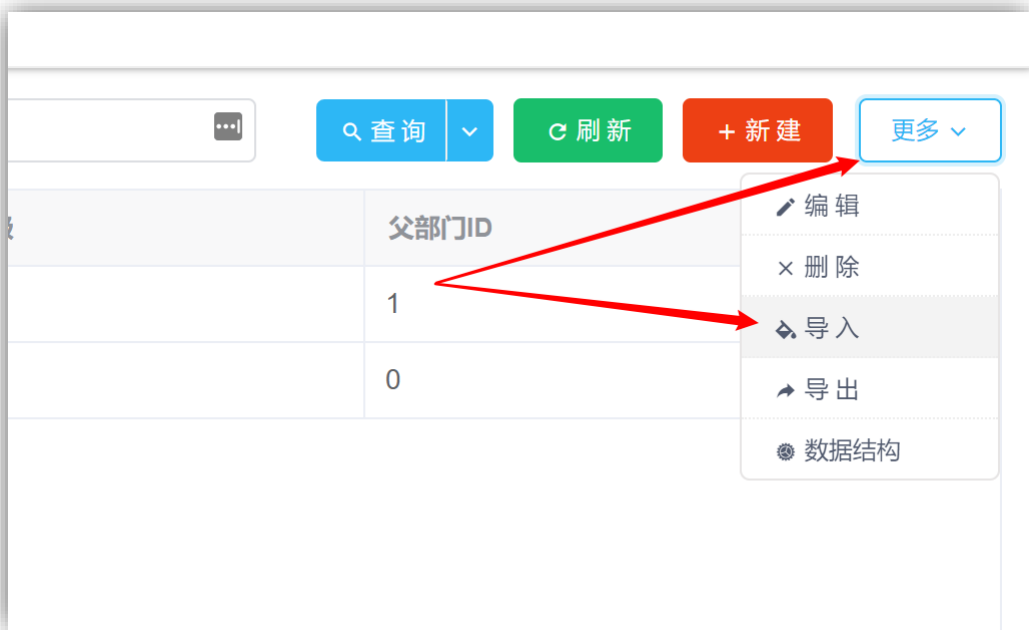 查 询
刷 新
+ 新 建
更多
父部门ID
编 辑
1
删 除
导 入
0
导 出
数据结构